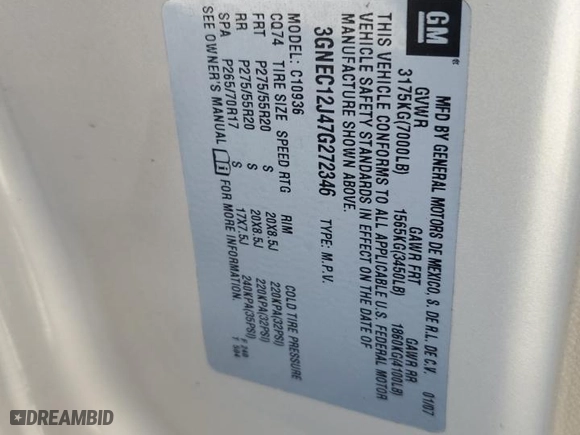 GM
MFD BY GENERAL MOTORS DE MEXICO S. DE R.L. DE C.V. 01/07
GVWR GAWR FRT GAWR RR
3175KG(7000LB) 1565KG(3450LB) 1860KG(4100LB)
THIS VEHICLE CONFORMS TO ALL APPLICABLE U.S. FEDERAL MOTOR
VEHICLE SAFETY STANDARDS IN EFFECT ON THE DATE OF
MANUFACTURE SHOWN ABOVE.
3GNEC12J47G272346 TYPE: M.P.V.
MODEL: C10936
CQ74 TIRE SIZE SPEED RTG RIM COLD TIRE PRESSURE
FRT P275/55R20 S 20X8.5J 220KPA(32PSI)
RR P275/55R20 S 20X8.5J 220KPA(32PSI)
SPA P265/70R17 S 17X7.5J 240KPA(35PSI)
SEE OWNER'S MANUAL FOR MORE INFORMATION.
DREAMBID